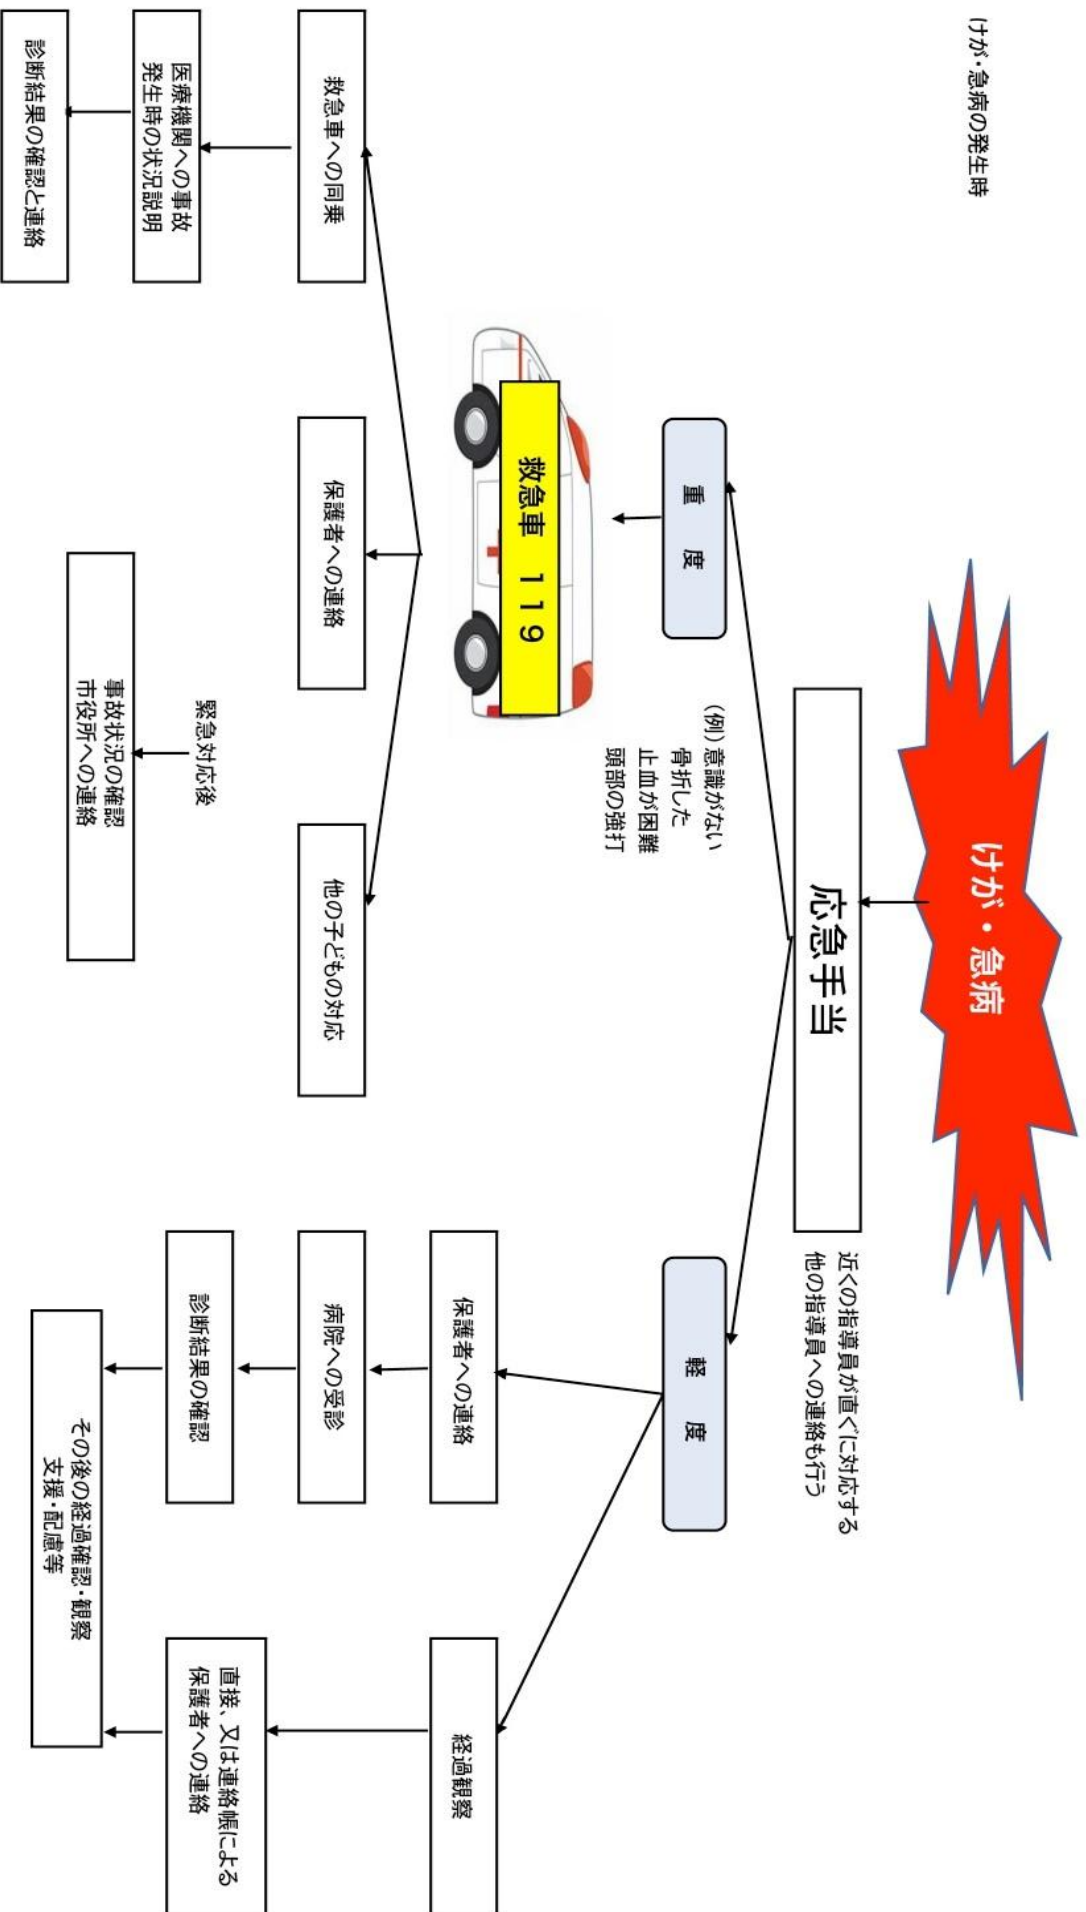 けが・急病の発生時
けが・急病
応急手当
近くの指導員が直ぐに対応する
他の指導員への連絡も行う
重　度
(例)意識がない
骨折した
止血が困難
頭部の強打
救急車　１１９
救急車への同乗
医療機関への事故
発生時の状況説明
診断結果の確認と連絡
保護者への連絡
他の子どもの対応
緊急対応後
事故状況の確認
市役所への連絡
軽　度
保護者への連絡
病院への受診
診断結果の確認
経過観察
直接、又は連絡帳による
保護者への連絡
その後の経過確認・観察
支援・配慮等